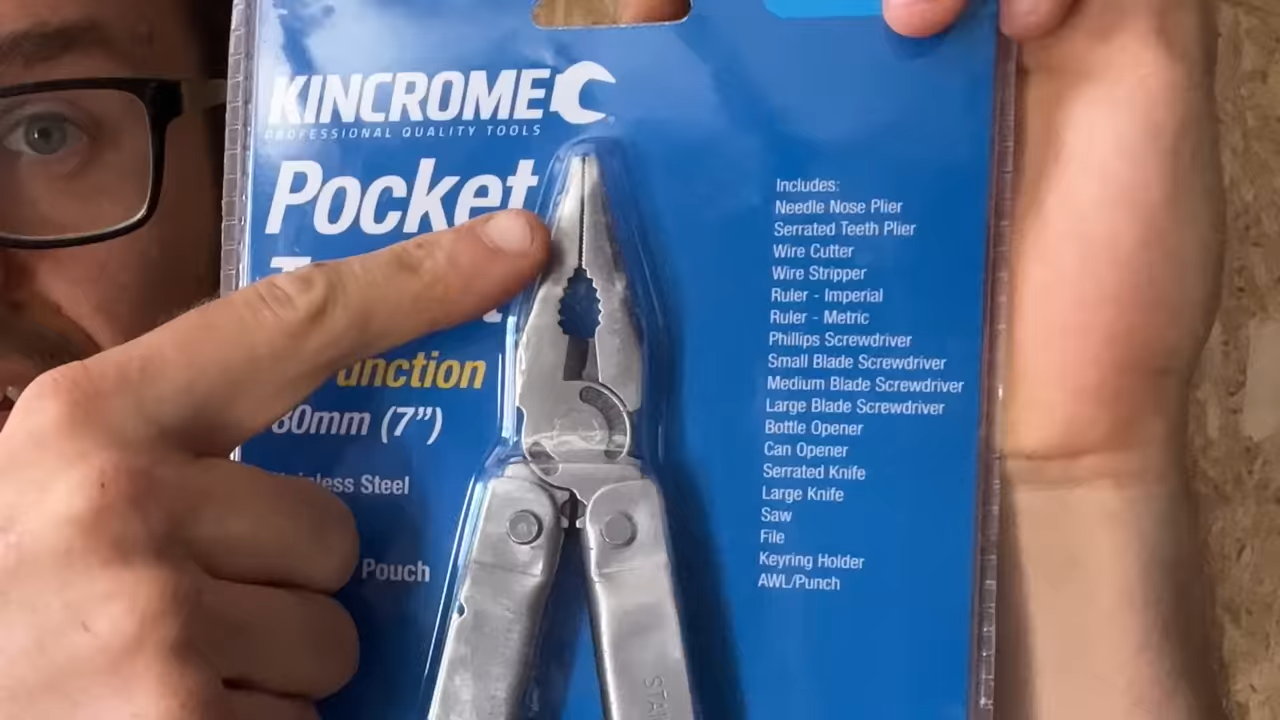 KINCROME
PROFESSIONAL QUALITY TOOLS
Pocket
unction
80mm (7”)
Steel
Pouch
Includes:
Needle Nose Plier
Serrated Teeth Plier
Wire Cutter
Wire Stripper
Ruler - Imperial
Ruler - Metric
Phillips Screwdriver
Small Blade Screwdriver
Medium Blade Screwdriver
Large Blade Screwdriver
Bottle Opener
Can Opener
Serrated Knife
Large Knife
Saw
File
Keyring Holder
AWL/Punch
STAI